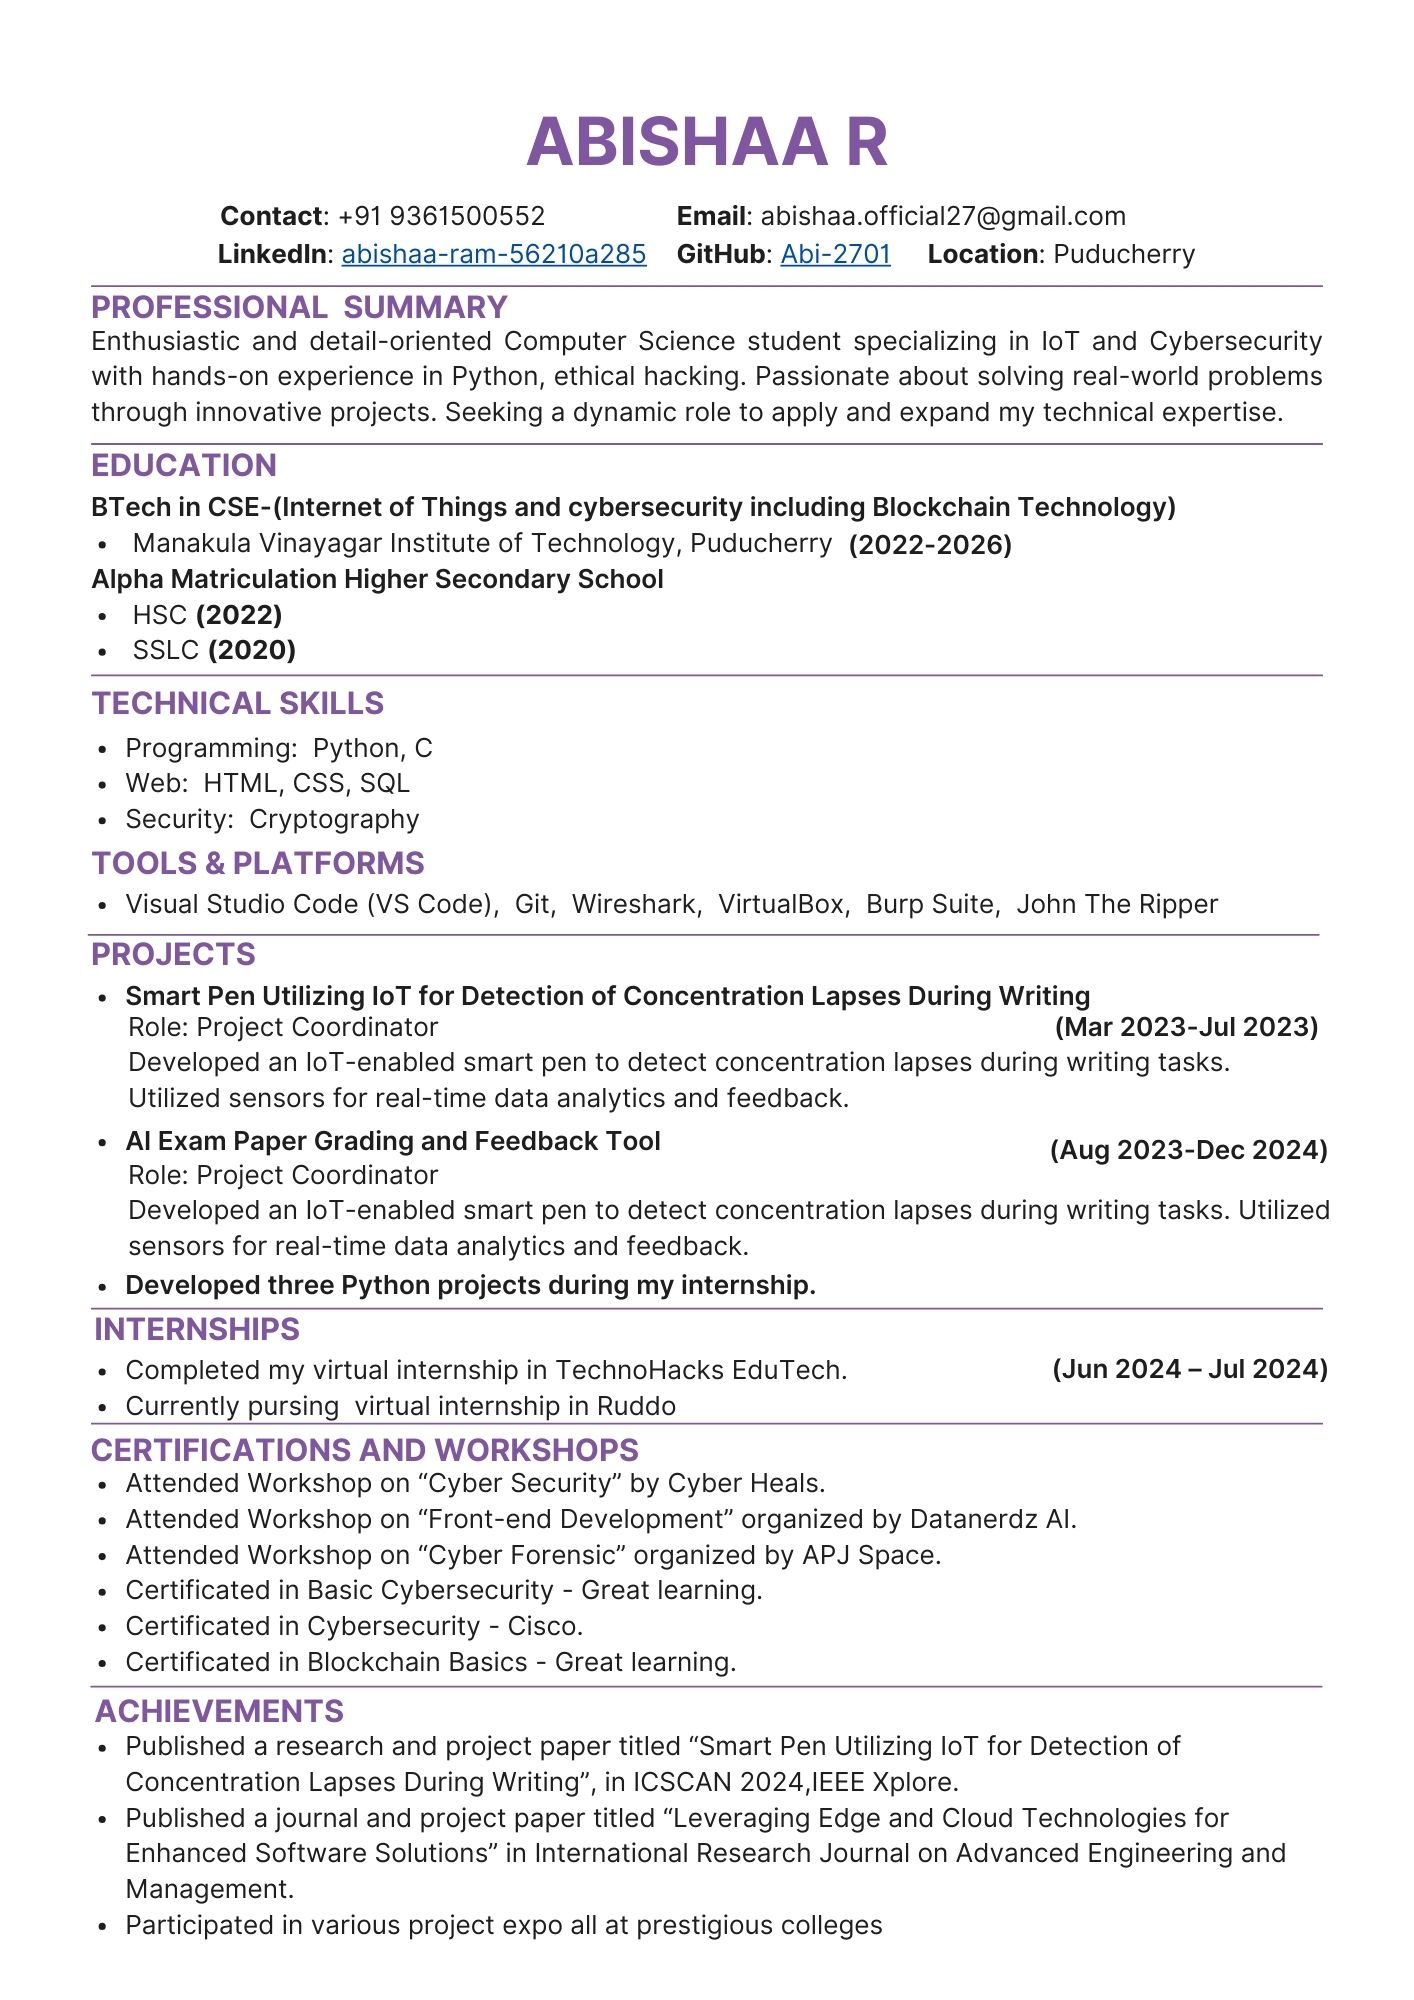 ABISHAA R
Contact: +91 9361500552 Email: abishaa.official27@gmail.com
LinkedIn: abishaa-ram-56210a285 GitHub: Abi-2701 Location: Puducherry
PROFESSIONAL SUMMARY
Enthusiastic and detail-oriented Computer Science student specializing in IoT and Cybersecurity
with hands-on experience in Python, ethical hacking. Passionate about solving real-world problems
through innovative projects. Seeking a dynamic role to apply and expand my technical expertise.
EDUCATION
BTech in CSE-(Internet of Things and cybersecurity including Blockchain Technology)
• Manakula Vinayagar Institute of Technology, Puducherry (2022-2026)
Alpha Matriculation Higher Secondary School
• HSC (2022)
• SSLC (2020)
TECHNICAL SKILLS
• Programming: Python, C
• Web: HTML, CSS, SQL
• Security: Cryptography
TOOLS & PLATFORMS
• Visual Studio Code (VS Code), Git, Wireshark, VirtualBox, Burp Suite, John The Ripper
PROJECTS
• Smart Pen Utilizing IoT for Detection of Concentration Lapses During Writing
Role: Project Coordinator (Mar 2023-Jul 2023)
Developed an IoT-enabled smart pen to detect concentration lapses during writing tasks.
Utilized sensors for real-time data analytics and feedback.
• AI Exam Paper Grading and Feedback Tool (Aug 2023-Dec 2024)
Role: Project Coordinator
Developed an IoT-enabled smart pen to detect concentration lapses during writing tasks. Utilized
sensors for real-time data analytics and feedback.
• Developed three Python projects during my internship.
INTERNSHIPS
• Completed my virtual internship in TechnoHacks EduTech. (Jun 2024 – Jul 2024)
• Currently pursing virtual internship in Ruddo
CERTIFICATIONS AND WORKSHOPS
• Attended Workshop on “Cyber Security” by Cyber Heals.
• Attended Workshop on “Front-end Development” organized by Datanerdz AI.
• Attended Workshop on “Cyber Forensic” organized by APJ Space.
• Certificated in Basic Cybersecurity - Great learning.
• Certificated in Cybersecurity - Cisco.
• Certificated in Blockchain Basics - Great learning.
ACHIEVEMENTS
• Published a research and project paper titled “Smart Pen Utilizing IoT for Detection of
Concentration Lapses During Writing”, in ICSCAN 2024,IEEE Xplore.
• Published a journal and project paper titled “Leveraging Edge and Cloud Technologies for
Enhanced Software Solutions” in International Research Journal on Advanced Engineering and
Management.
• Participated in various project expo all at prestigious colleges